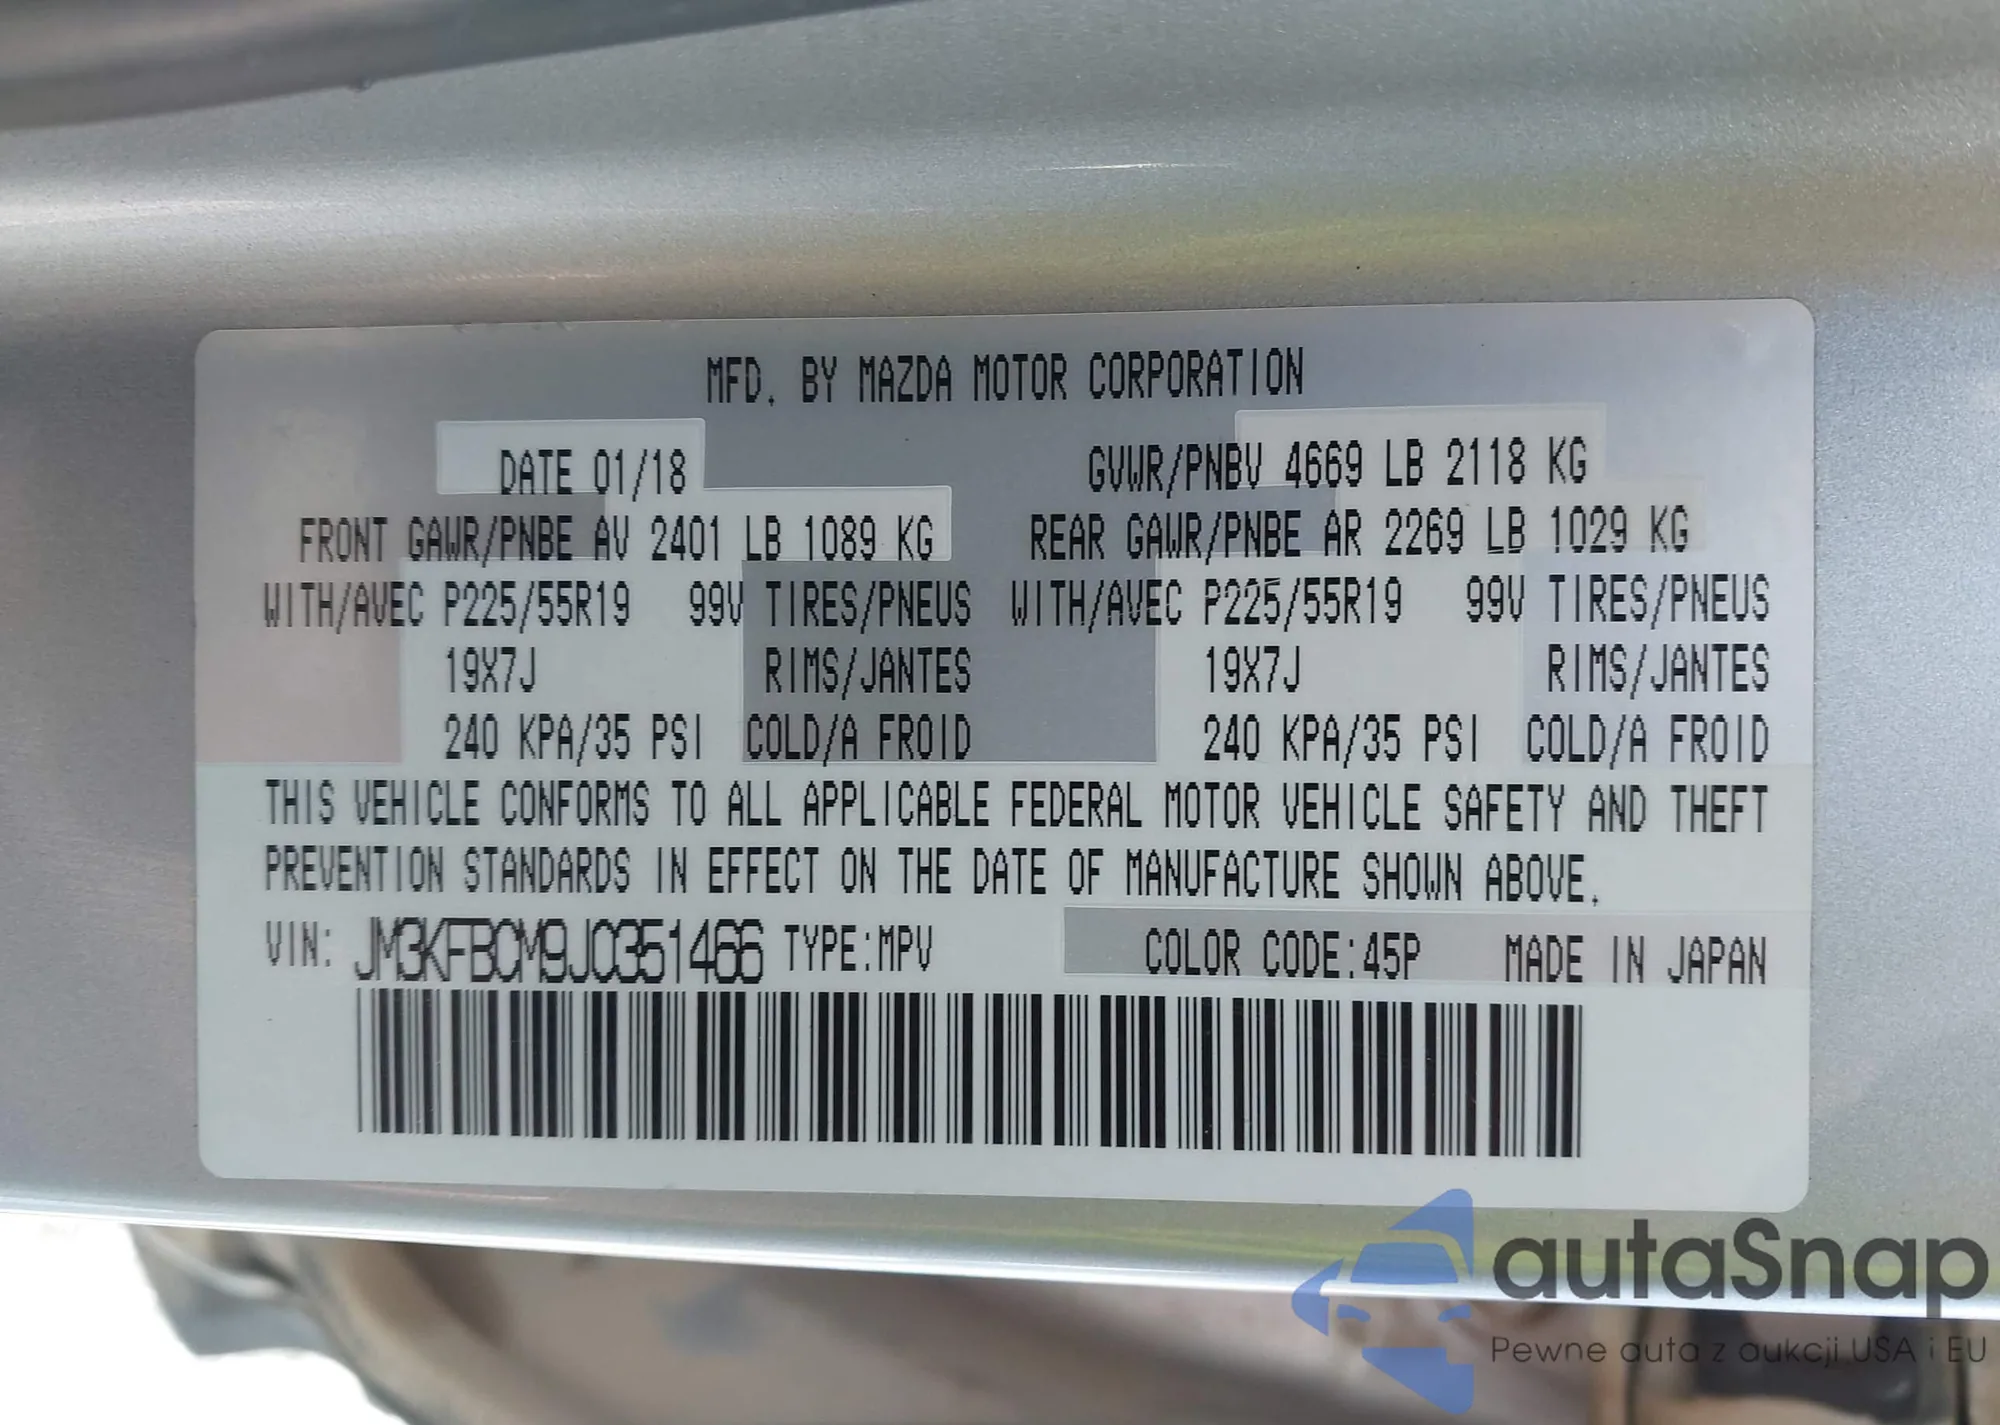 MFD. BY MAZDA MOTOR CORPORATION
DATE 01/18 GVWR/PNBV 4669 LB 2118 KG
FRONT GAWR/PNBE AV 2401 LB 1089 KG REAR GAWR/PNBE AR 2269 LB 1029 KG
WITH/AVEC P225/55R19 99V TIRES/PNEUS WITH/AVEC P225/55R19 99V TIRES/PNEUS
19X7J RIMS/JANTES 19X7J RIMS/JANTES
240 KPA/35 PSI COLD/A FROID 240 KPA/35 PSI COLD/A FROID
THIS VEHICLE CONFORMS TO ALL APPLICABLE FEDERAL MOTOR VEHICLE SAFETY AND THEFT
PREVENTION STANDARDS IN EFFECT ON THE DATE OF MANUFACTURE SHOWN ABOVE.
VIN: JM3KFBCM9J0351466 TYPE:MPV COLOR CODE:45P MADE IN JAPAN
autaSnap
Pewne auta z aukcji USA i EU